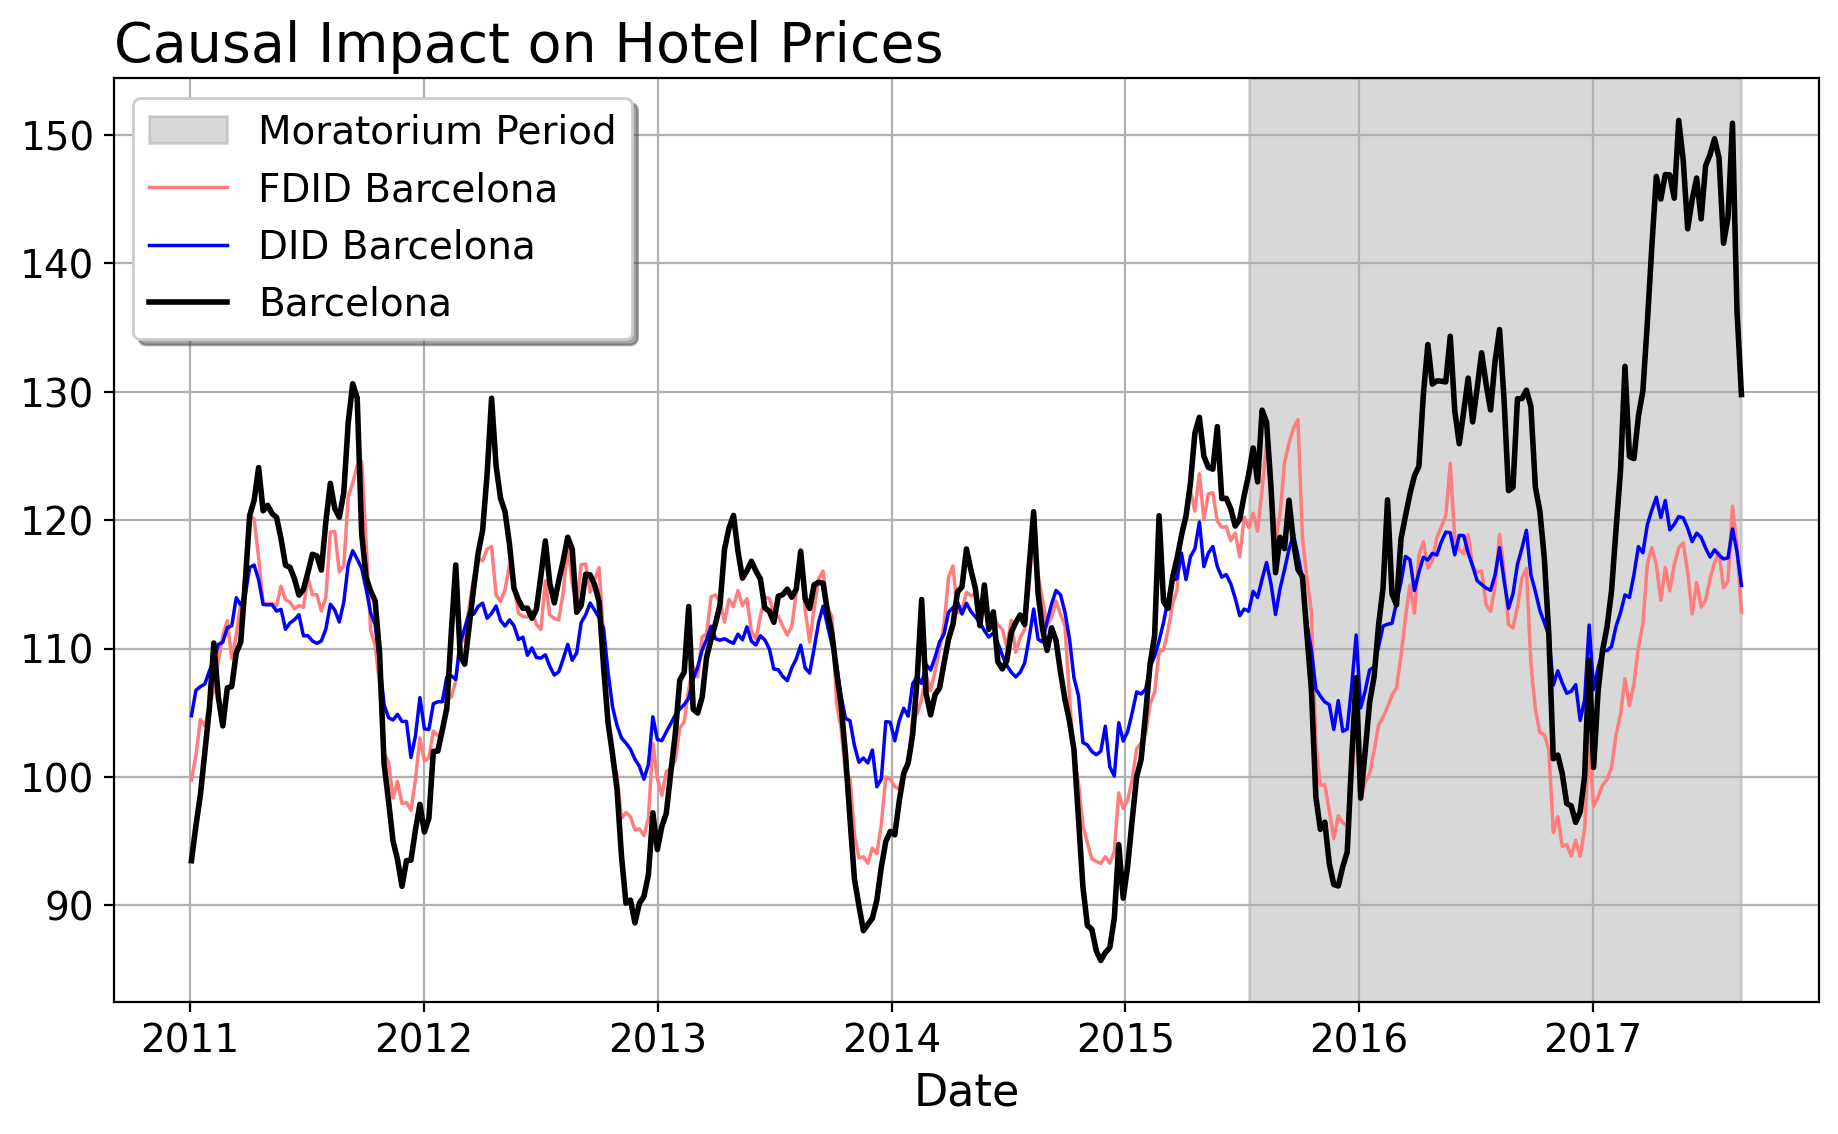 Causal Impact on Hotel Prices
Moratorium Period
FDID Barcelona
DID Barcelona
Barcelona
150
140
130
120
110
100
90
2011 2012 2013 2014 2015 2016 2017
Date